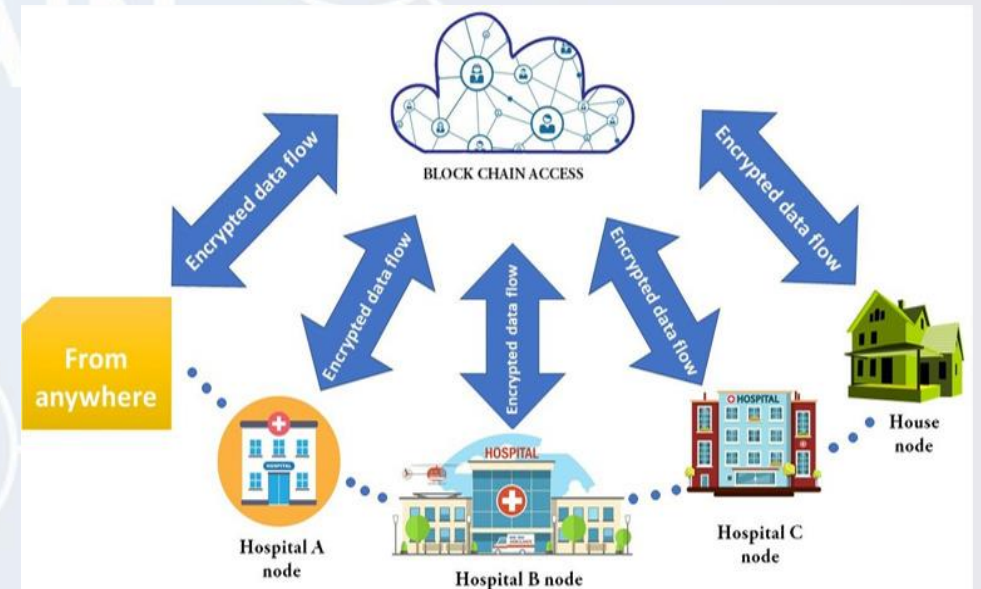 BLOCK CHAIN ACCESS
Encrypted data flow
Encrypted data flow
Encrypted data flow
Encrypted data flow
Encrypted data flow
From
anywhere
HOSPITAL
Hospital A
node
HOSPITAL
Hospital B node
HOSPITAL
Hospital C
node
House
node